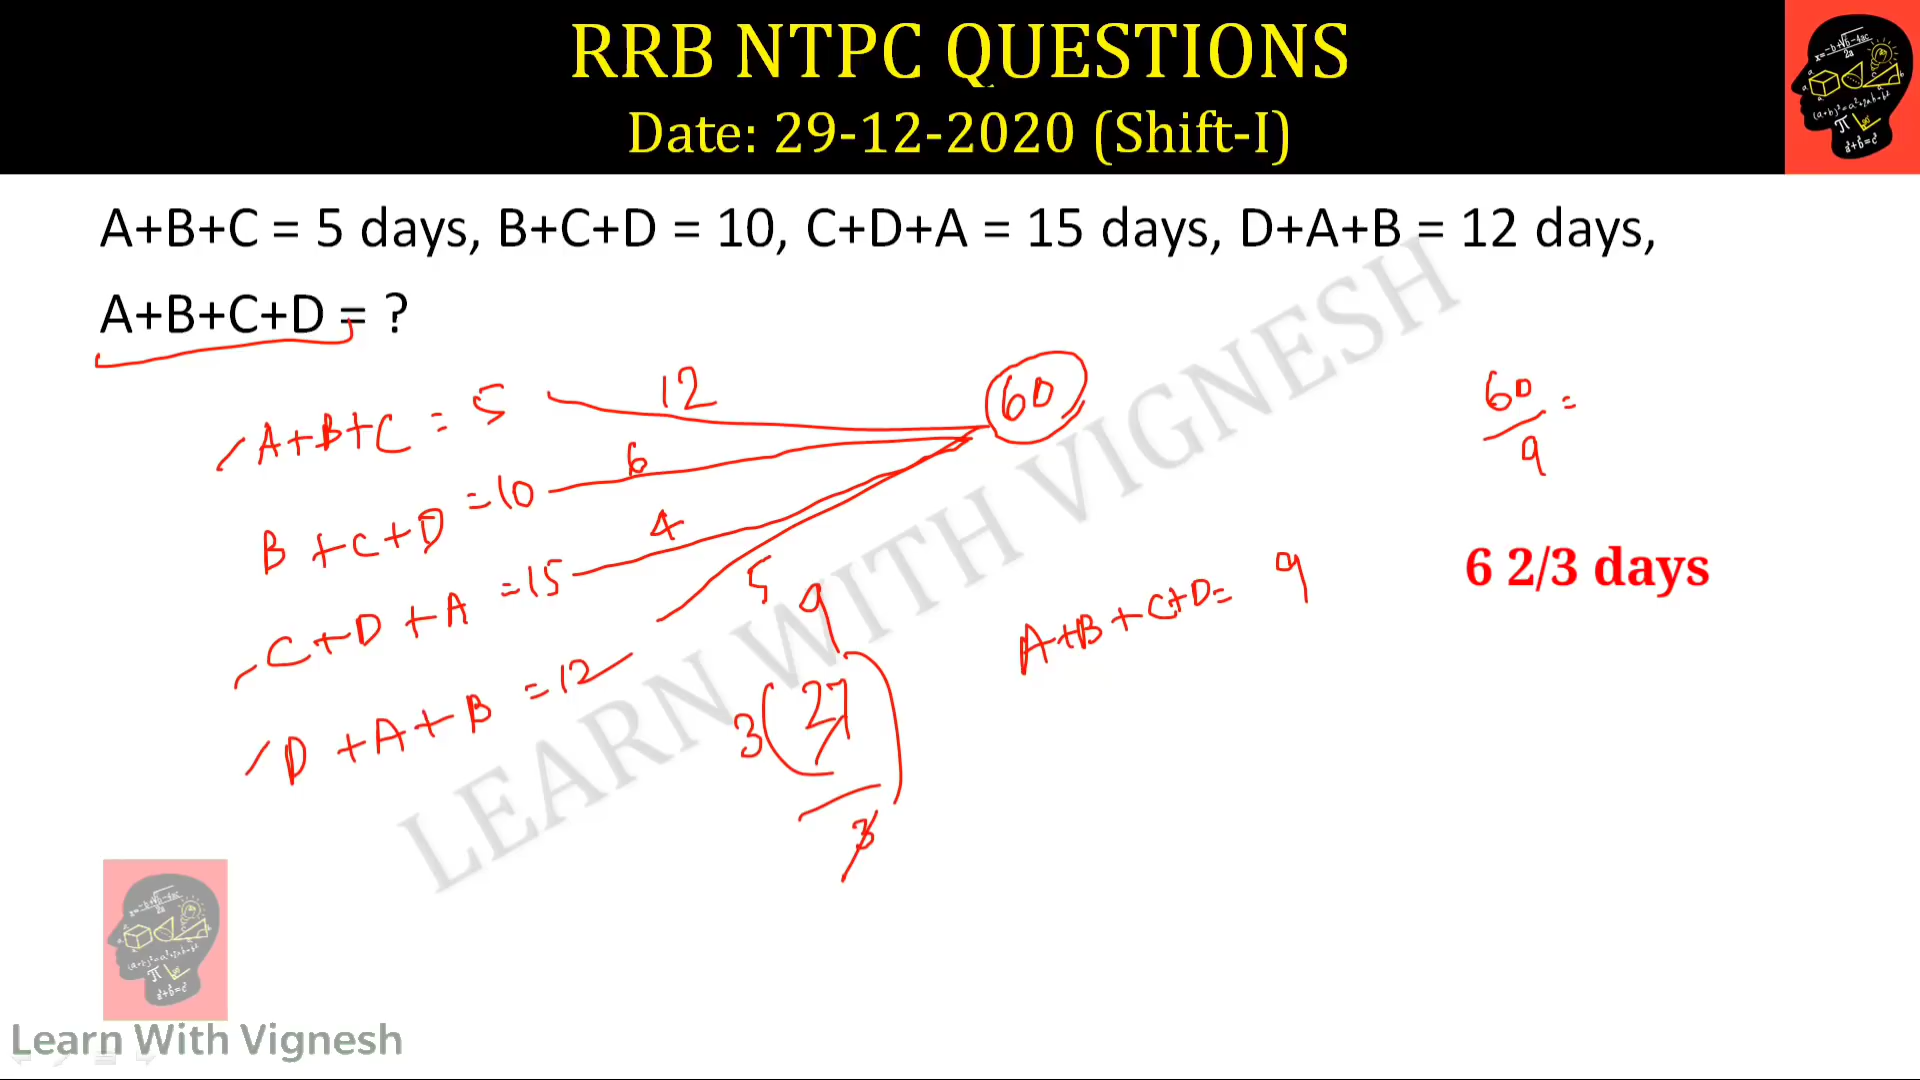 RRB NTPC QUESTIONS
Date: 29-12-2020 (Shift-I)
A+B+C = 5 days, B+C+D = 10, C+D+A = 15 days, D+A+B = 12 days,
A+B+C+D = ?
A+B+C = 5 12 60
B+C+D = 10 6
C+D+A = 15 4
D+A+B = 12 5
9
3 27
3
A+B+C+D = 9
60/9 =
6 2/3 days
LEARN WITH VIGNESH
Learn With Vignesh